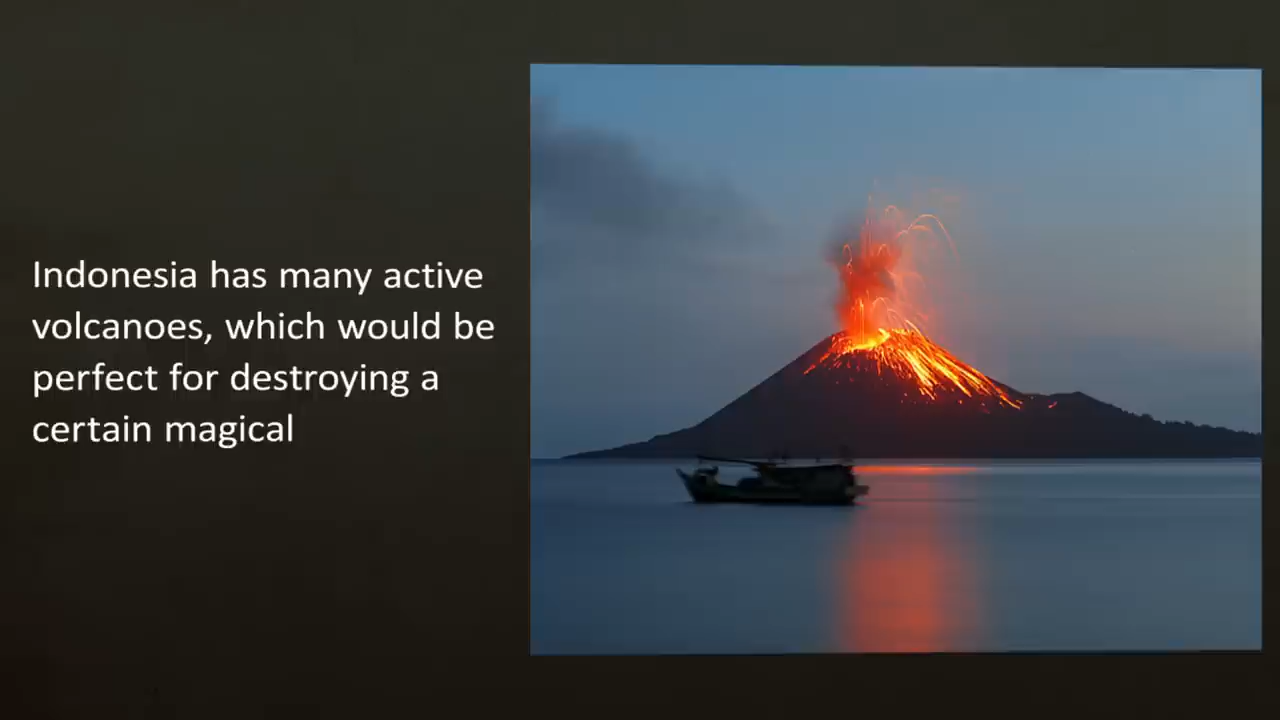 Indonesia has many active
volcanoes, which would be
perfect for destroying a
certain magical